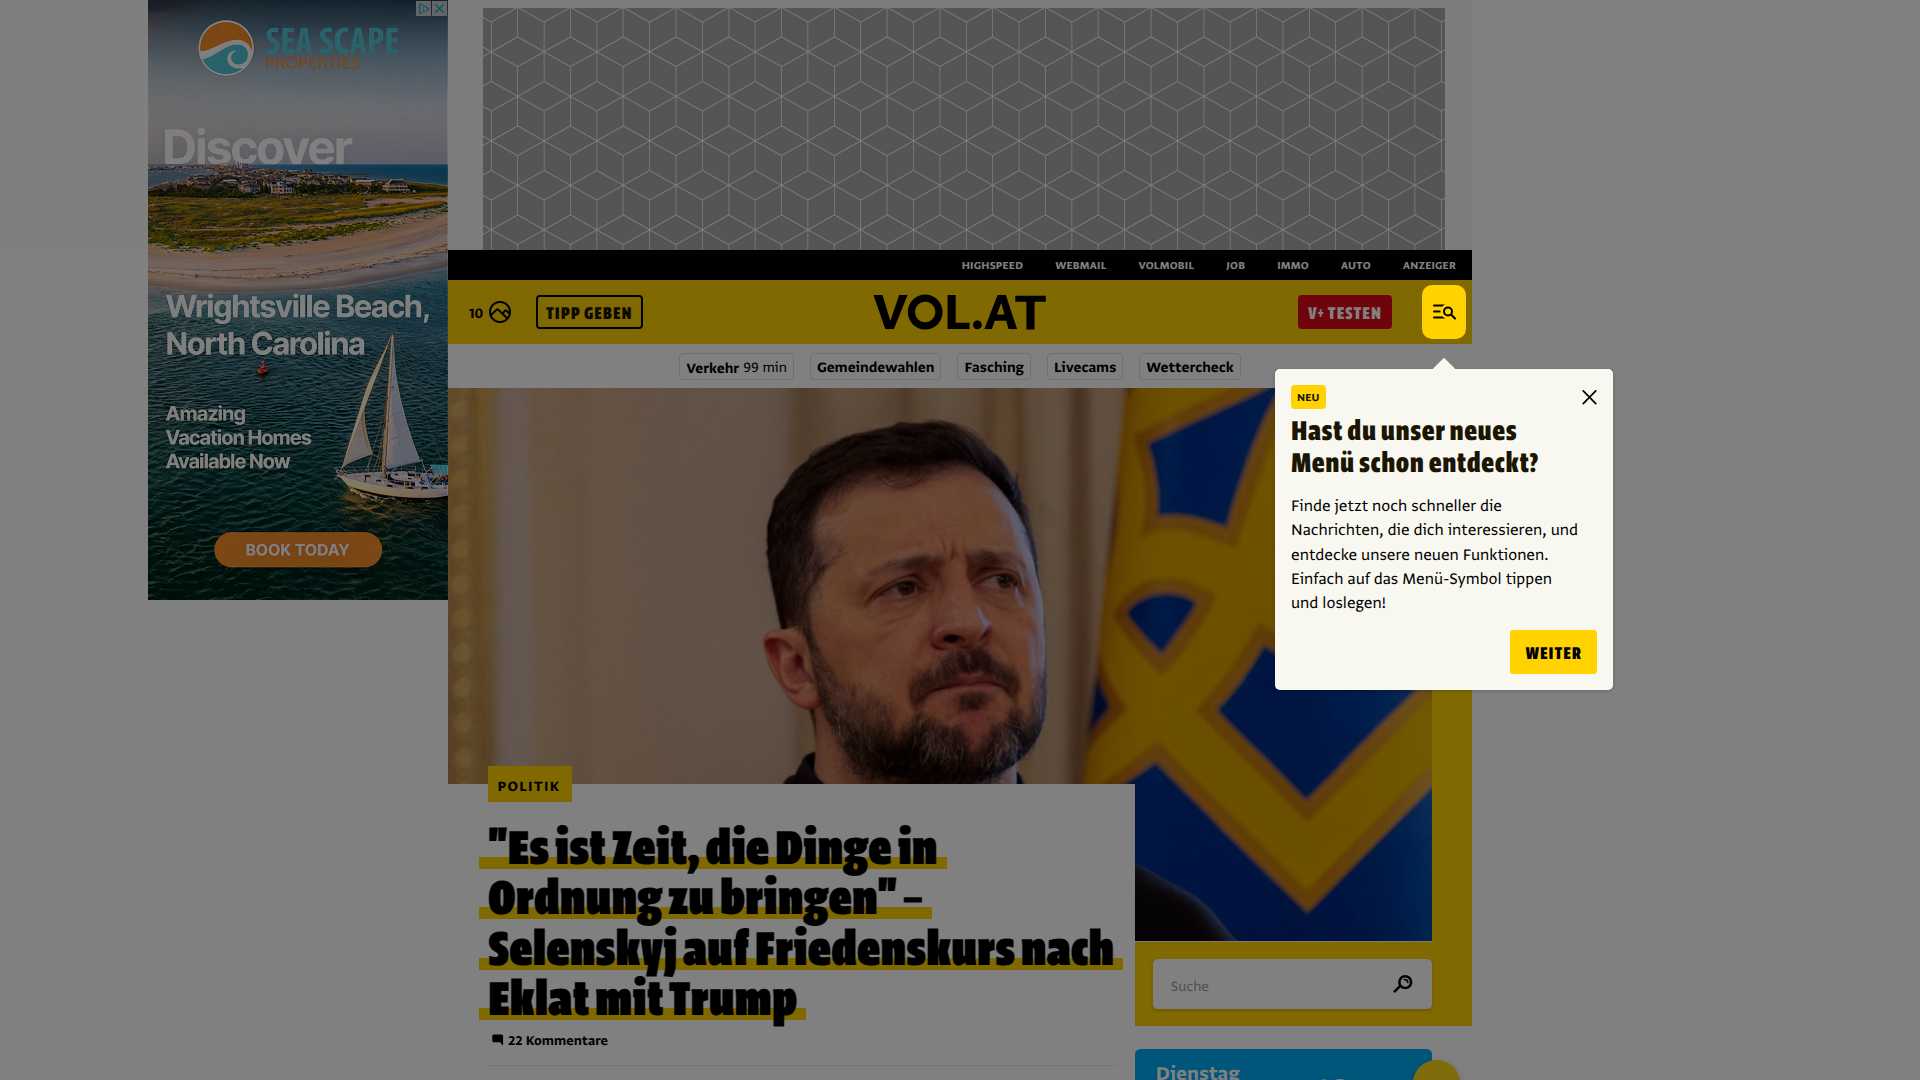 SEA SCAPE
PROPERTIES
Discover
Wrightsville Beach,
North Carolina
Amazing
Vacation Homes
Available Now
BOOK TODAY
HIGHSPEED WEBMAIL VOLMOBIL JOB IMMO AUTO ANZEIGER
10 TIPP GEBEN VOL.AT V+ TESTEN
Verkehr 99 min Gemeindewahlen Fasching Livecams Wettercheck
NEU
Hast du unser neues
Menü schon entdeckt?
Finde jetzt noch schneller die
Nachrichten, die dich interessieren, und
entdecke unsere neuen Funktionen.
Einfach auf das Menü-Symbol tippen
und loslegen!
WEITER
POLITIK
"Es ist Zeit, die Dinge in
Ordnung zu bringen" –
Selenskyj auf Friedenskurs nach
Eklat mit Trump
22 Kommentare
Suche
Dienstag